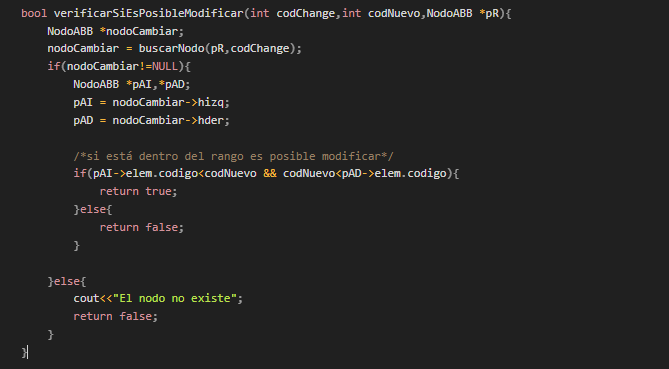 bool verificarSiEsPosibleModificar(int codChange,int codNuevo,NodoABB *pR){
    NodoABB *nodoCambiar;
    nodoCambiar = buscarNodo(pR,codChange);
    if(nodoCambiar!=NULL){
        NodoABB *pAI,*pAD;
        pAI = nodoCambiar->hizq;
        pAD = nodoCambiar->hder;
        /*si está dentro del rango es posible modificar*/
        if(pAI->elem.codigo<codNuevo && codNuevo<pAD->elem.codigo){
            return true;
        }else{
            return false;
        }
    }else{
        cout<<"El nodo no existe";
        return false;
    }
}